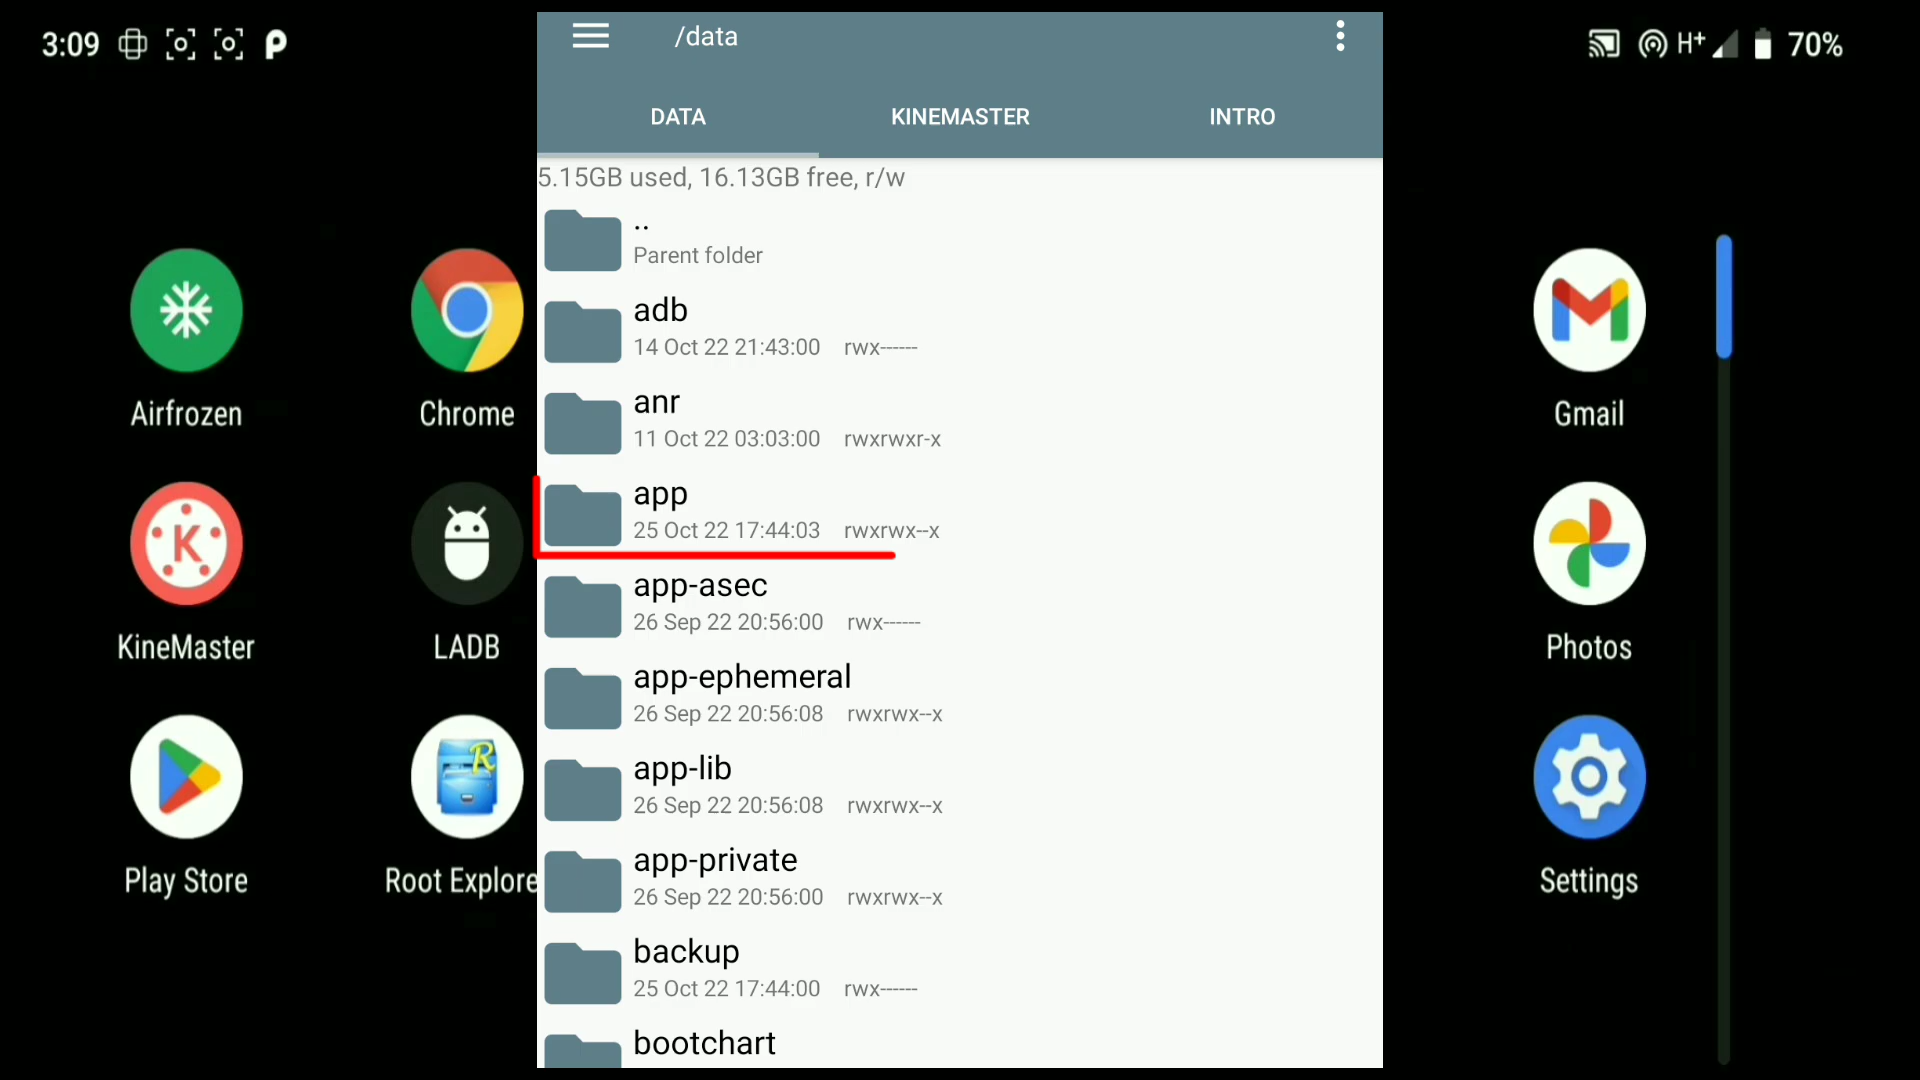 3:09
H+ 70%
/data
DATA KINEMASTER INTRO
5.15GB used, 16.13GB free, r/w
..
Parent folder
adb
14 Oct 22 21:43:00 rwx------
anr
11 Oct 22 03:03:00 rwxrwxr-x
app
25 Oct 22 17:44:03 rwxrwx--x
app-asec
26 Sep 22 20:56:00 rwx------
app-ephemeral
26 Sep 22 20:56:08 rwxrwx--x
app-lib
26 Sep 22 20:56:08 rwxrwx--x
app-private
26 Sep 22 20:56:00 rwxrwx--x
backup
25 Oct 22 17:44:00 rwx------
bootchart
Airfrozen
Chrome
Gmail
KineMaster
LADB
Photos
Play Store
Root Explore
Settings